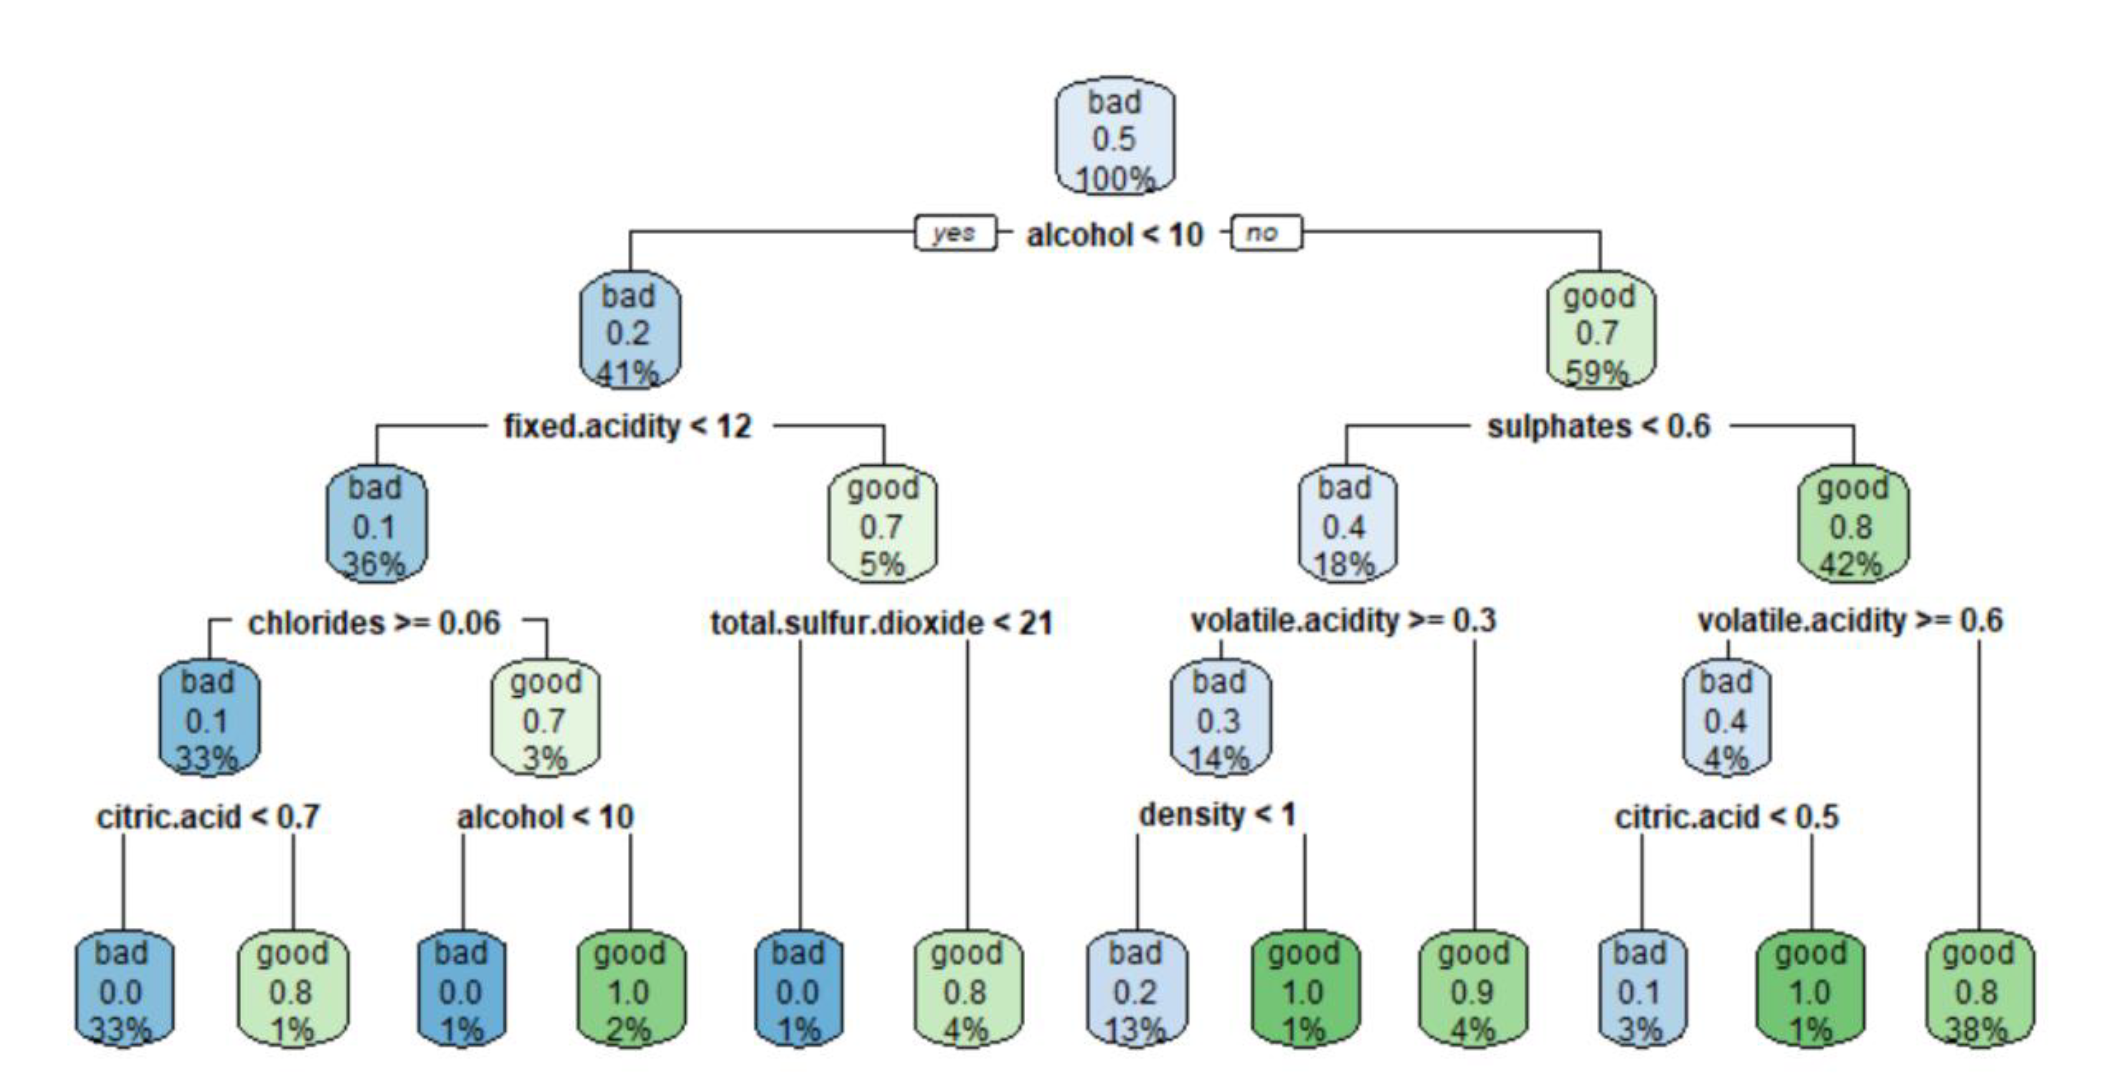 bad
0.5
100%
yes alcohol < 10 no
bad
0.2
41%
good
0.7
59%
fixed.acidity < 12
sulphates < 0.6
bad
0.1
36%
good
0.7
5%
bad
0.4
18%
good
0.8
42%
chlorides >= 0.06
total.sulfur.dioxide < 21
volatile.acidity >= 0.3
volatile.acidity >= 0.6
bad
0.1
33%
good
0.7
3%
bad
0.3
14%
bad
0.4
4%
citric.acid < 0.7
alcohol < 10
density < 1
citric.acid < 0.5
bad
0.0
33%
good
0.8
1%
bad
0.0
1%
good
1.0
2%
bad
0.0
1%
good
0.8
4%
bad
0.2
13%
good
1.0
1%
good
0.9
4%
bad
0.1
3%
good
1.0
1%
good
0.8
38%